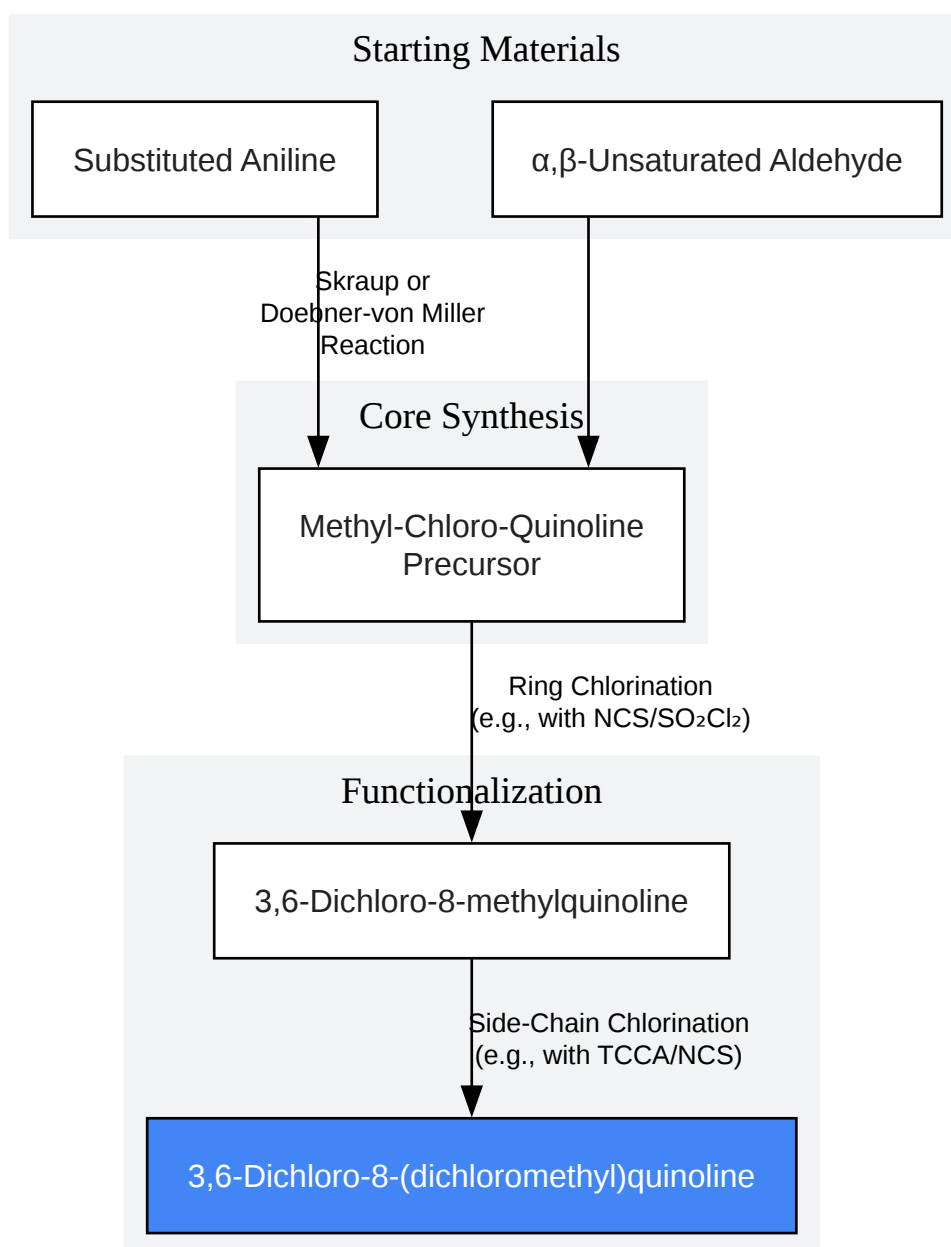 Starting Materials
Substituted Aniline
α,β-Unsaturated Aldehyde
Skraup or
Doebner-von Miller
Reaction
Core Synthesis
Methyl-Chloro-Quinoline
Precursor
Ring Chlorination
(e.g., with NCS/SO₂Cl₂)
Functionalization
3,6-Dichloro-8-methylquinoline
Side-Chain Chlorination
(e.g., with TCCA/NCS)
3,6-Dichloro-8-(dichloromethyl)quinoline